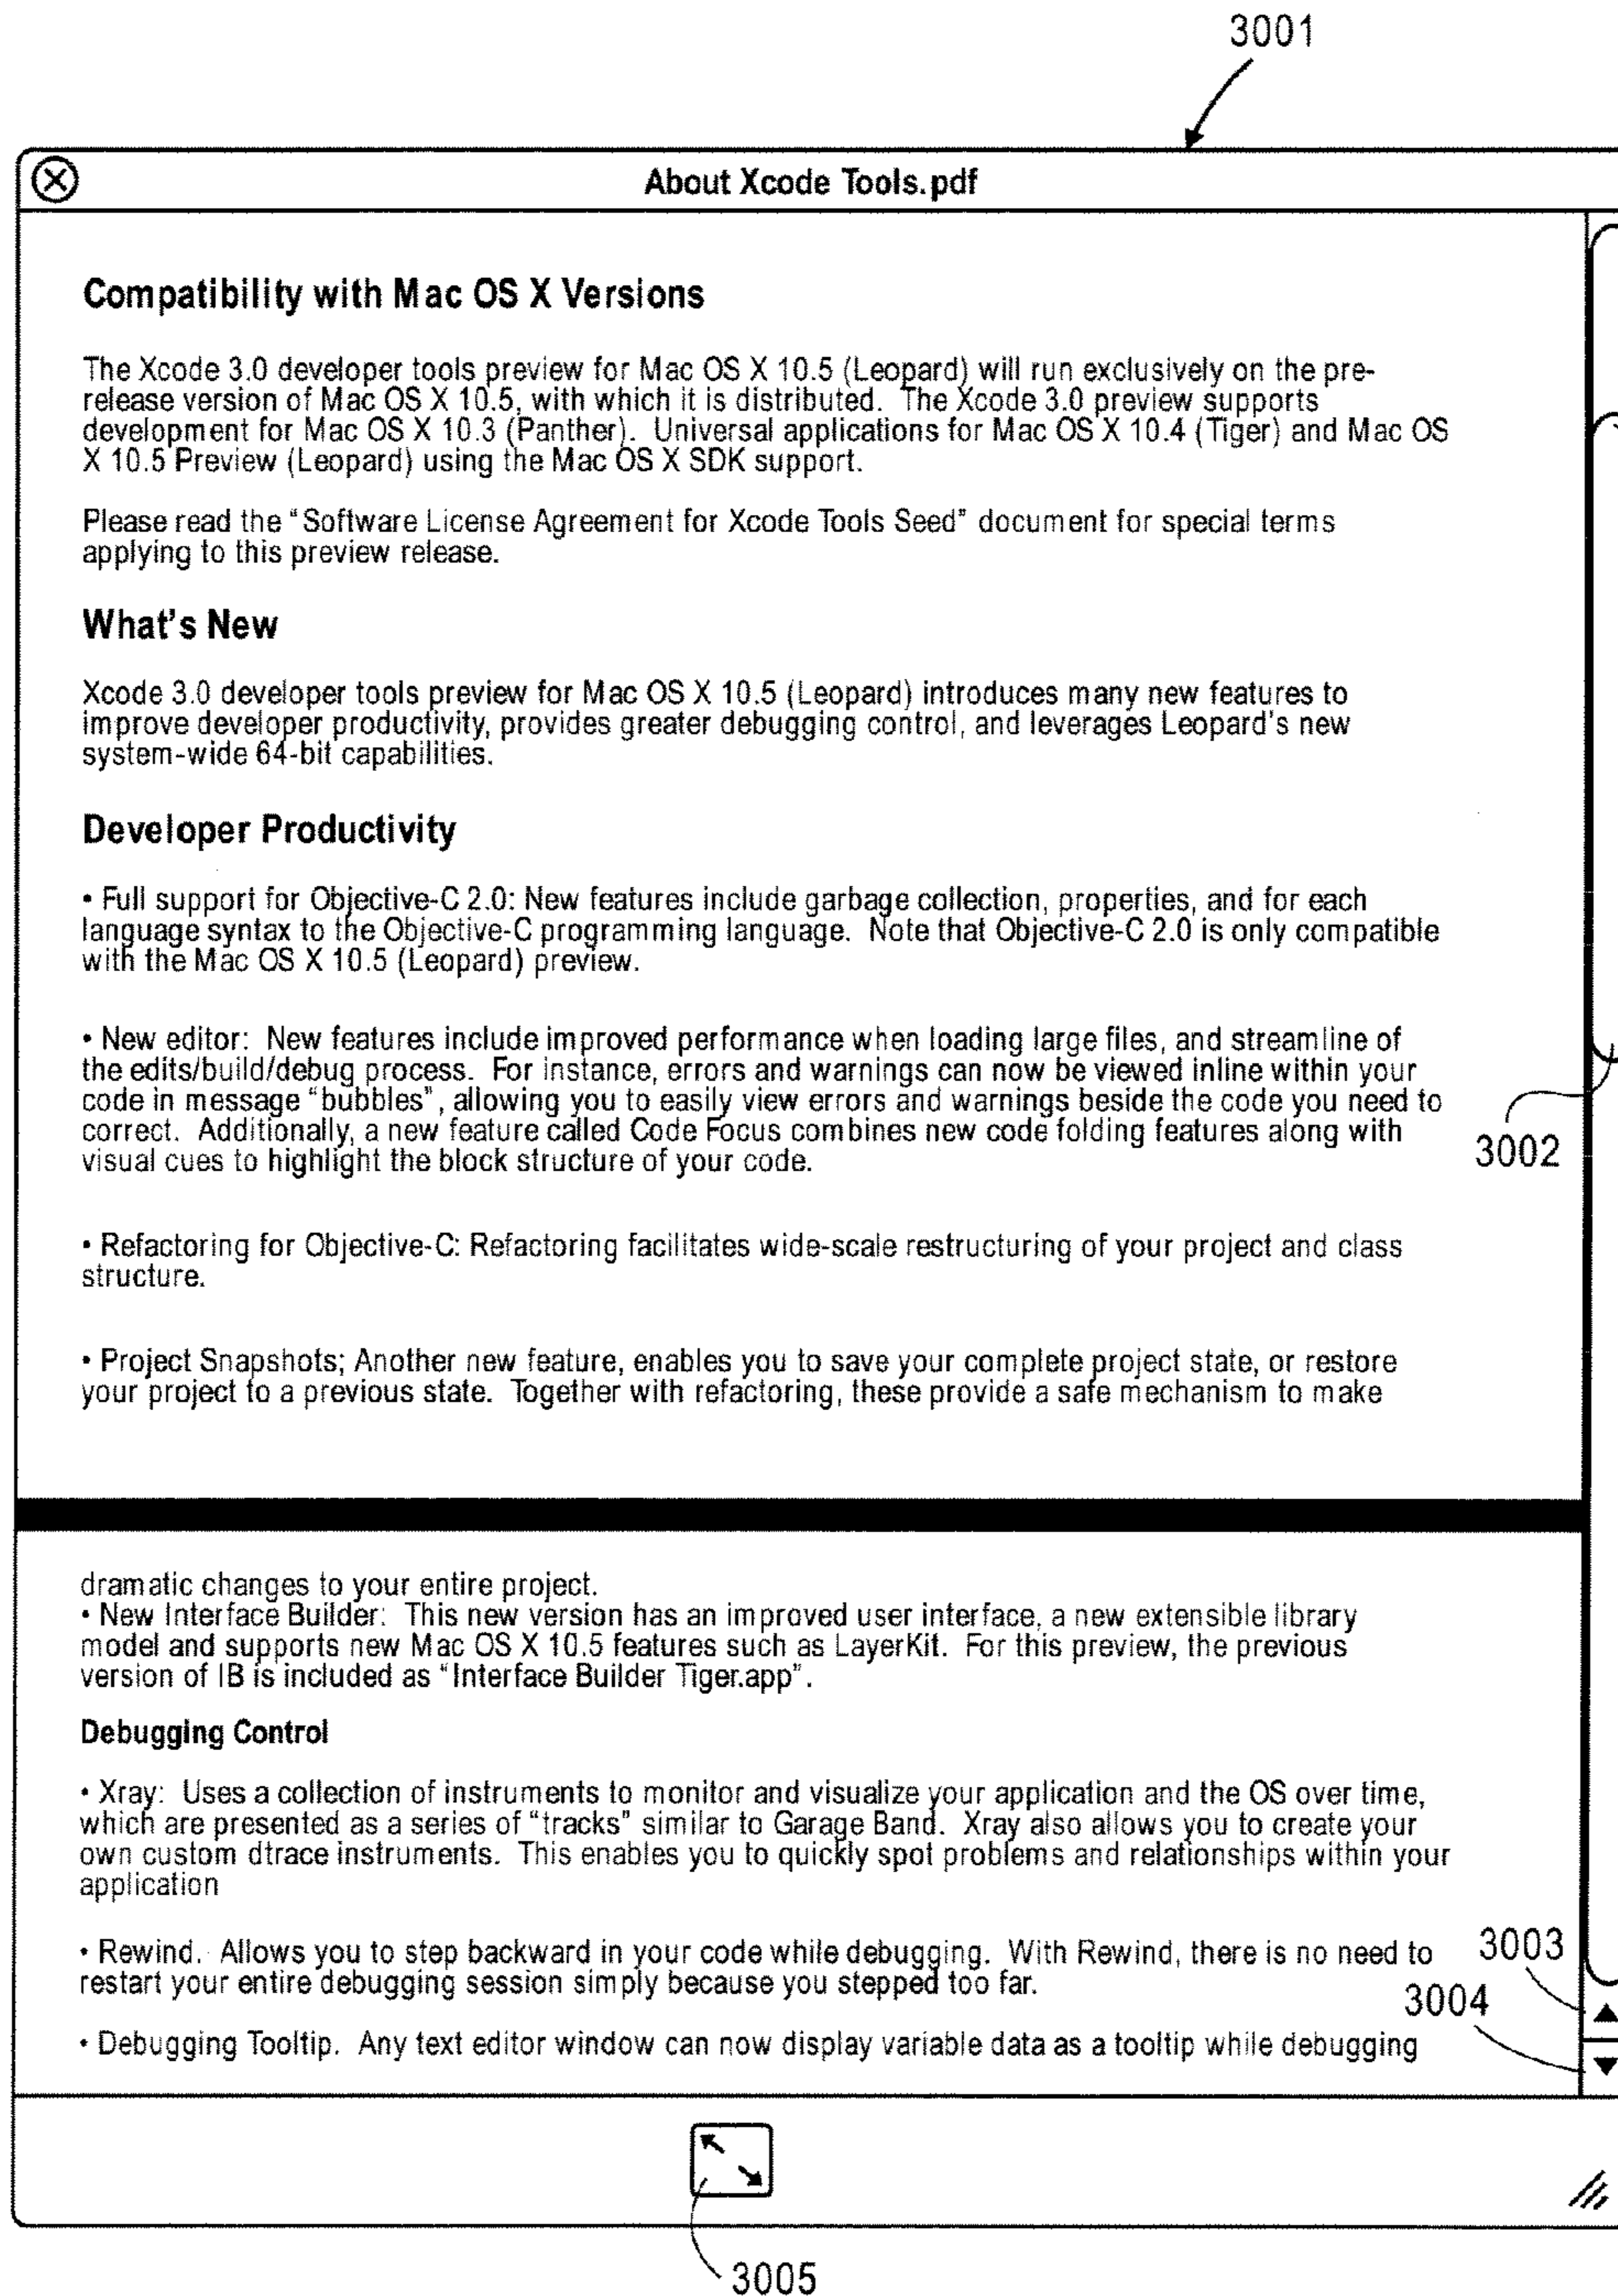 3001
About Xcode Tools.pdf
Compatibility with Mac OS X Versions
The Xcode 3.0 developer tools preview for Mac OS X 10.5 (Leopard) will run exclusively on the pre-
release version of Mac OS X 10.5, with which it is distributed. The Xcode 3.0 preview supports
development for Mac OS X 10.3 (Panther). Universal applications for Mac OS X 10.4 (Tiger) and Mac OS
X 10.5 Preview (Leopard) using the Mac OS X SDK support.
Please read the "Software License Agreement for Xcode Tools Seed" document for special terms
applying to this preview release.
What's New
Xcode 3.0 developer tools preview for Mac OS X 10.5 (Leopard) introduces many new features to
improve developer productivity, provides greater debugging control, and leverages Leopard's new
system-wide 64-bit capabilities.
Developer Productivity
• Full support for Objective-C 2.0: New features include garbage collection, properties, and for each
language syntax to the Objective-C programming language. Note that Objective-C 2.0 is only compatible
with the Mac OS X 10.5 (Leopard) preview.
• New editor: New features include improved performance when loading large files, and streamline of
the edits/build/debug process. For instance, errors and warnings can now be viewed inline within your
code in message "bubbles", allowing you to easily view errors and warnings beside the code you need to
correct. Additionally, a new feature called Code Focus combines new code folding features along with
visual cues to highlight the block structure of your code.
3002
• Refactoring for Objective-C: Refactoring facilitates wide-scale restructuring of your project and class
structure.
• Project Snapshots; Another new feature, enables you to save your complete project state, or restore
your project to a previous state. Together with refactoring, these provide a safe mechanism to make
dramatic changes to your entire project.
• New Interface Builder: This new version has an improved user interface, a new extensible library
model and supports new Mac OS X 10.5 features such as LayerKit. For this preview, the previous
version of IB is included as "Interface Builder Tiger.app".
Debugging Control
• Xray: Uses a collection of instruments to monitor and visualize your application and the OS over time,
which are presented as a series of "tracks" similar to Garage Band. Xray also allows you to create your
own custom dtrace instruments. This enables you to quickly spot problems and relationships within your
application
• Rewind. Allows you to step backward in your code while debugging. With Rewind, there is no need to
restart your entire debugging session simply because you stepped too far.
3003
3004
• Debugging Tooltip. Any text editor window can now display variable data as a tooltip while debugging
3005